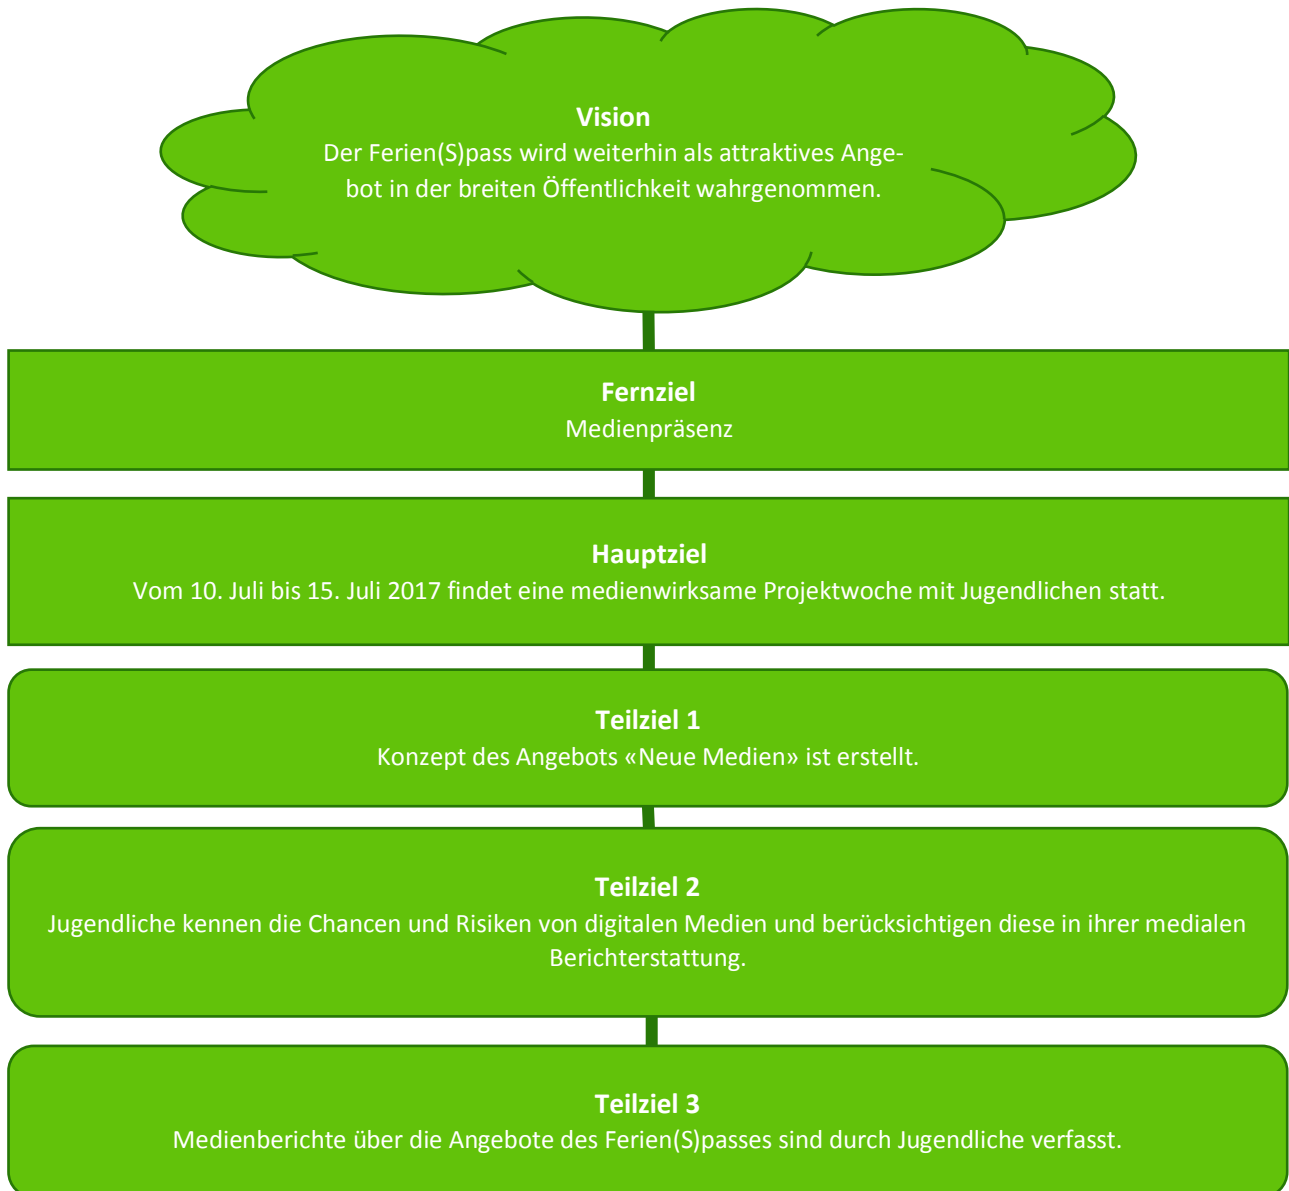 Vision
Der Ferien(S)pass wird weiterhin als attraktives Ange-
bot in der breiten Öffentlichkeit wahrgenommen.
Fernziel
Medienpräsenz
Hauptziel
Vom 10. Juli bis 15. Juli 2017 findet eine medienwirksame Projektwoche mit Jugendlichen statt.
Teilziel 1
Konzept des Angebots «Neue Medien» ist erstellt.
Teilziel 2
Jugendliche kennen die Chancen und Risiken von digitalen Medien und berücksichtigen diese in ihrer medialen
Berichterstattung.
Teilziel 3
Medienberichte über die Angebote des Ferien(S)passes sind durch Jugendliche verfasst.